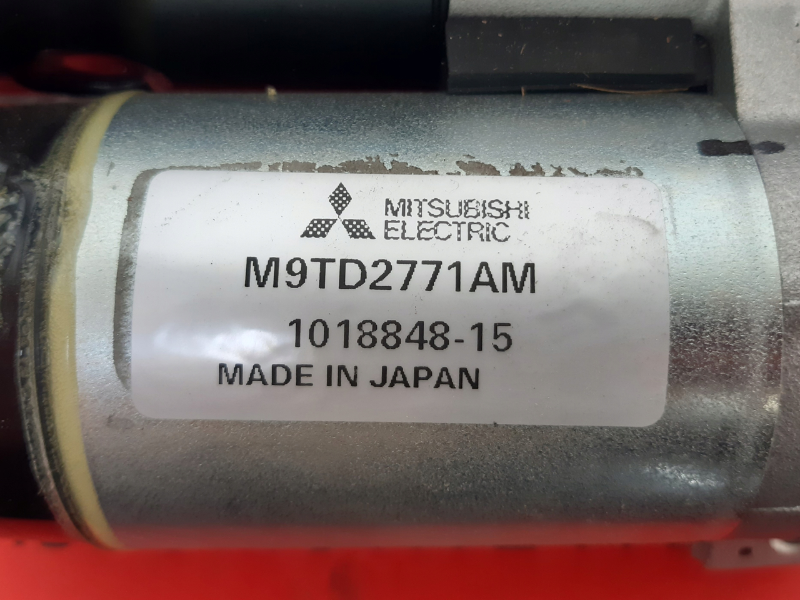 MITSUBISHI
ELECTRIC
M9TD2771AM
1018848-15
MADE IN JAPAN